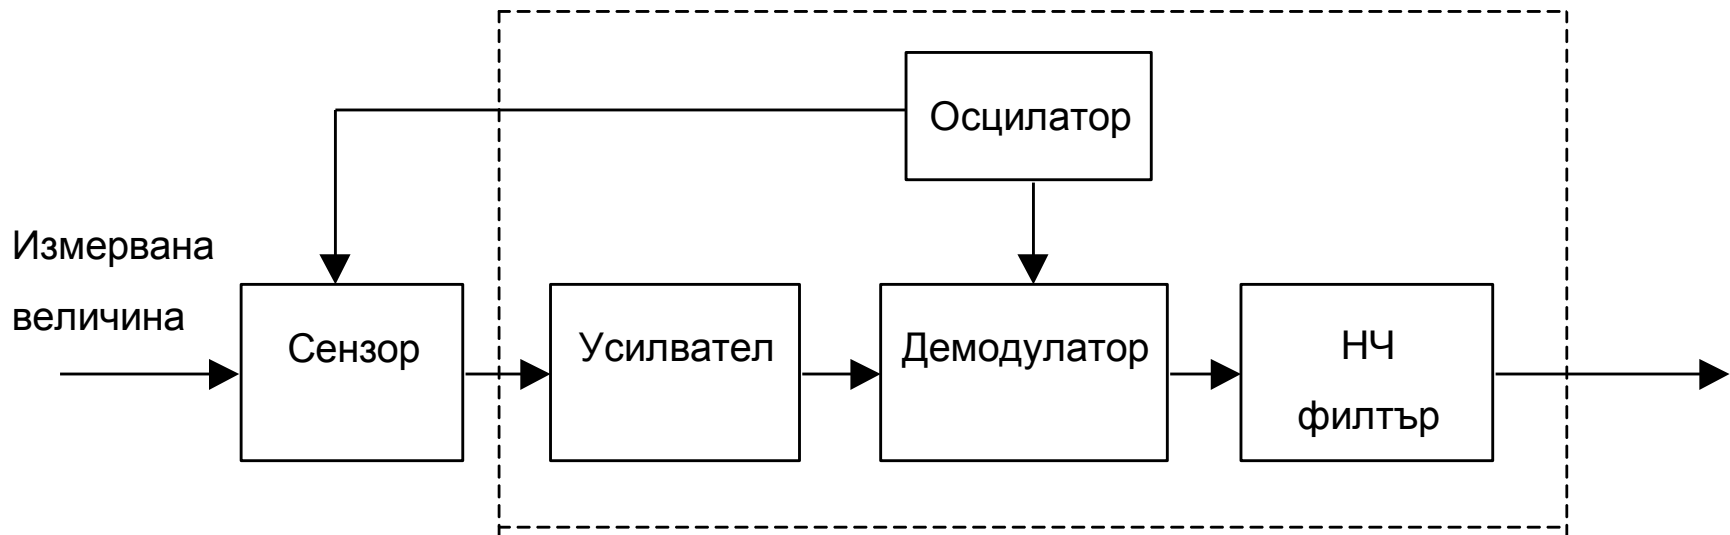 Осцилатор
Измервана
величина
Сензор
Усилвател
Демодулатор
НЧ
филтър